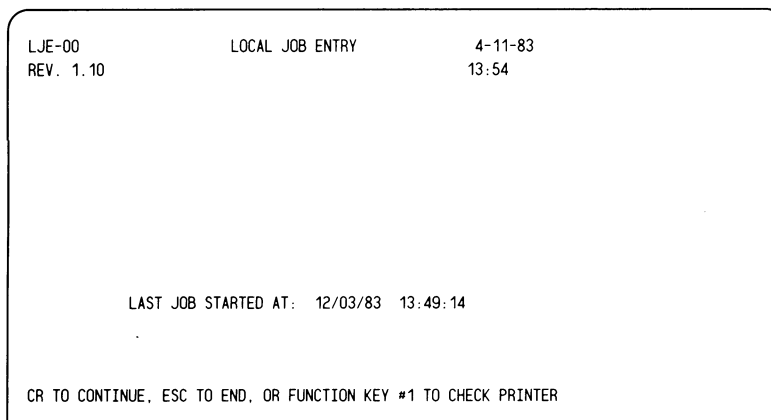 LJE-00 LOCAL JOB ENTRY 4-11-83
REV. 1.10 13:54
LAST JOB STARTED AT: 12/03/83 13:49:14
CR TO CONTINUE, ESC TO END, OR FUNCTION KEY #1 TO CHECK PRINTER